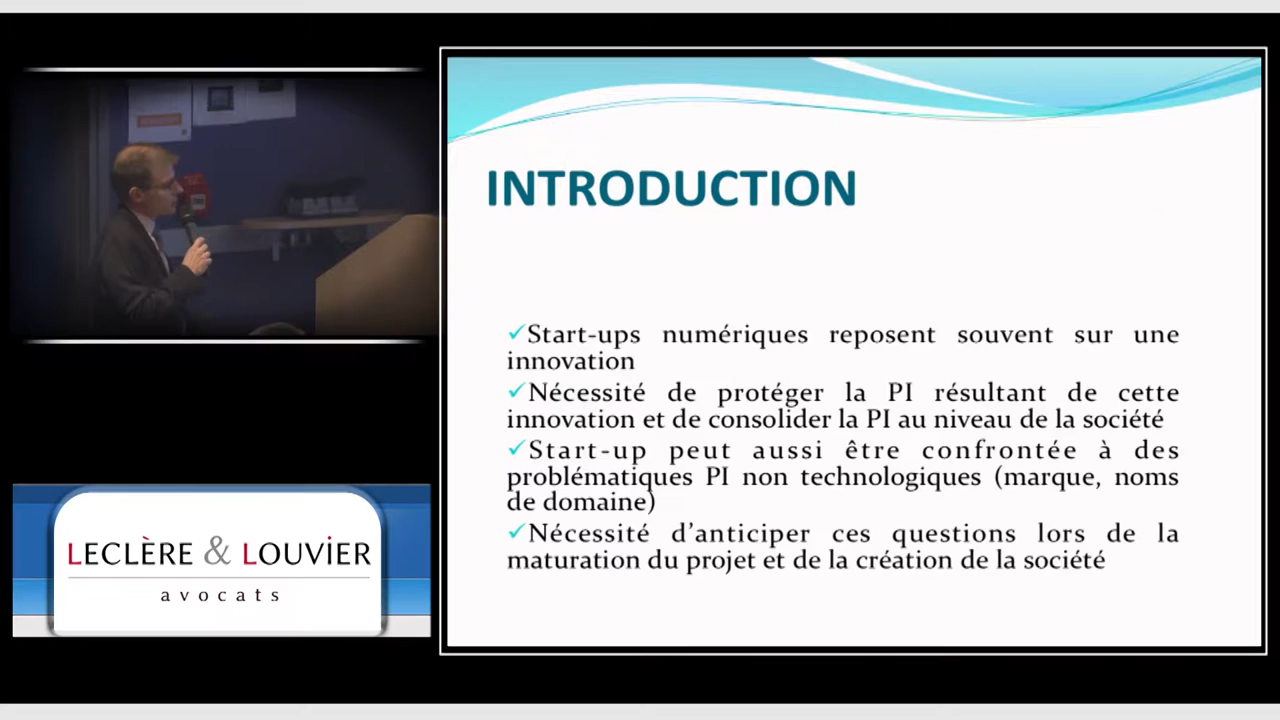 INTRODUCTION
✓Start-ups numériques reposent souvent sur une
innovation
✓Nécessité de protéger la PI résultant de cette
innovation et de consolider la PI au niveau de la société
✓Start-up peut aussi être confrontée à des
problématiques PI non technologiques (marque, noms
de domaine)
✓Nécessité d’anticiper ces questions lors de la
maturation du projet et de la création de la société
LECLÈRE & LOUVIER
avocats